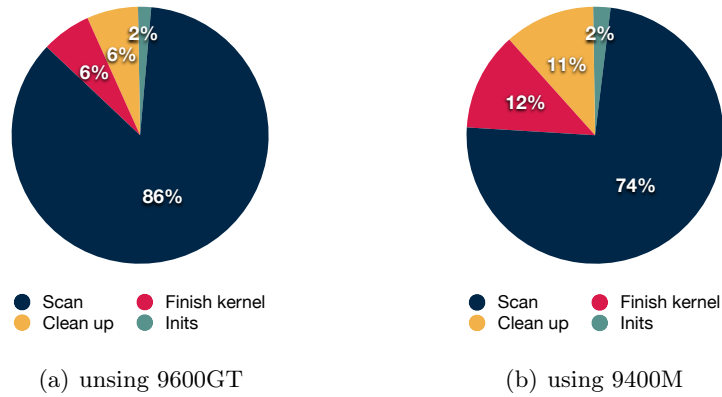 2%
6%
6%
86%
Scan
Finish kernel
Clean up
Inits
(a) unsing 9600GT
2%
11%
12%
74%
Scan
Finish kernel
Clean up
Inits
(b) using 9400M